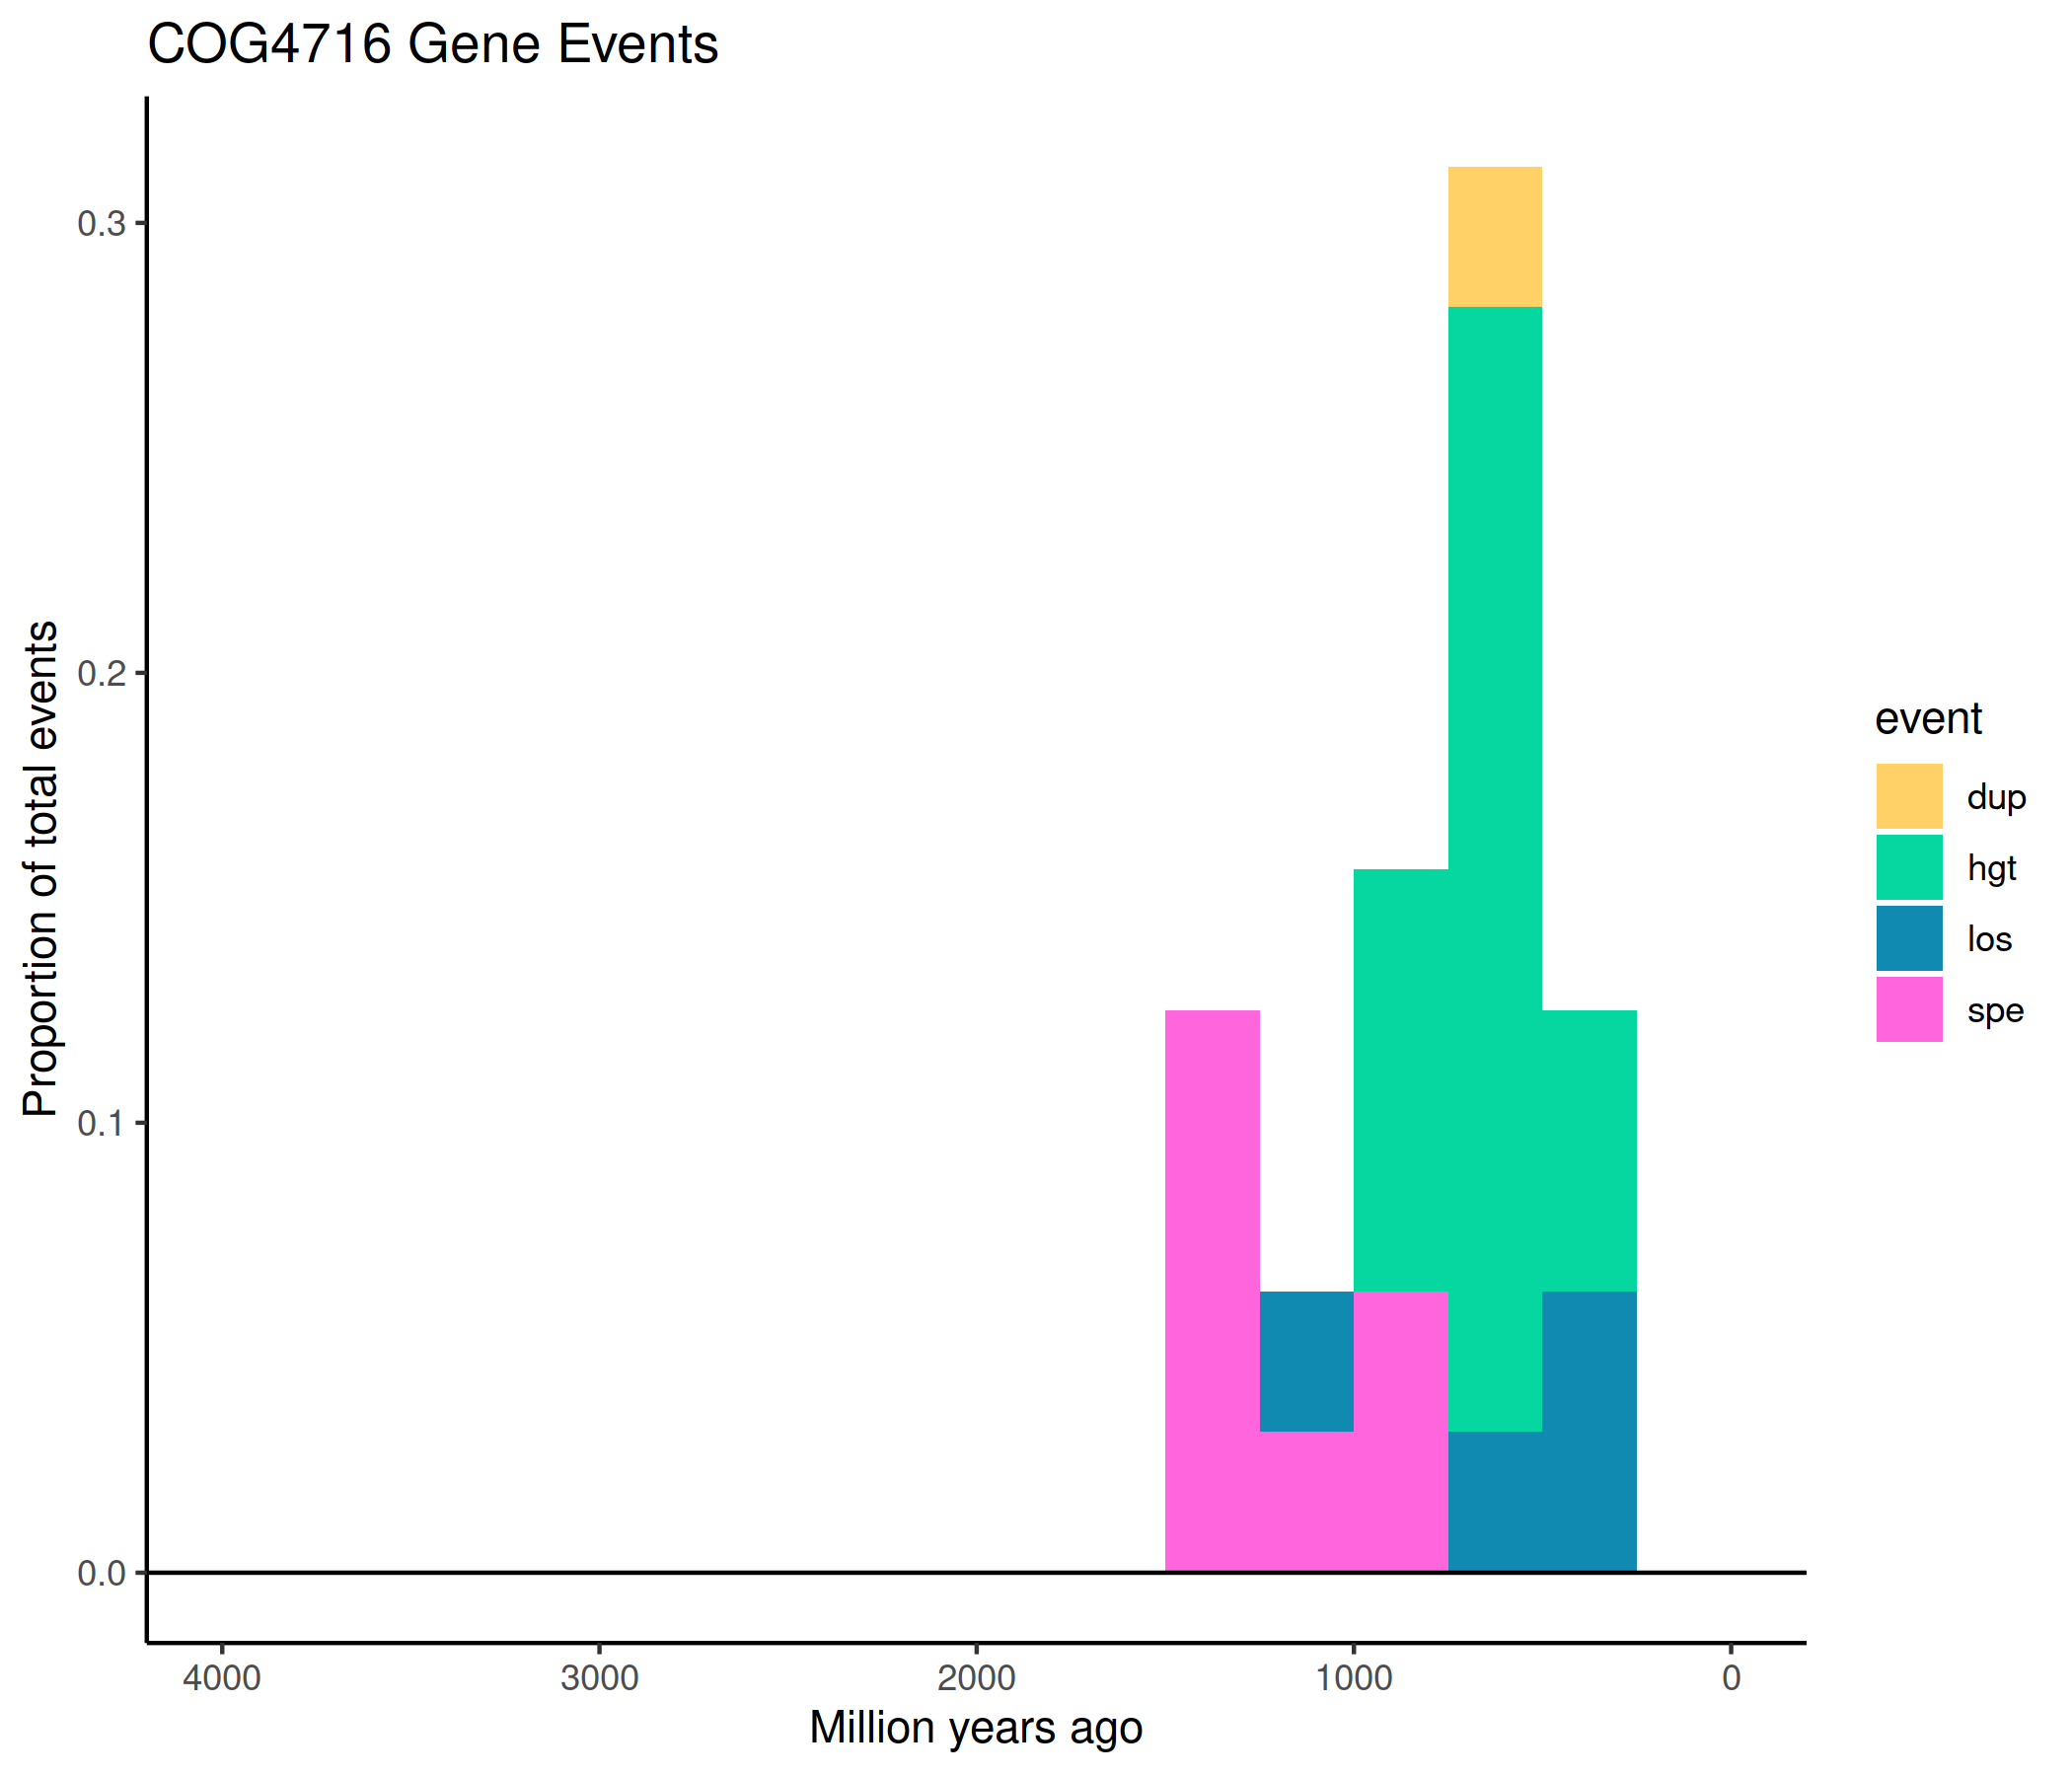 COG4716 Gene Events
Proportion of total events
0.3
0.2
0.1
0.0
4000 3000 2000 1000 0
Million years ago
event
dup
hgt
los
spe